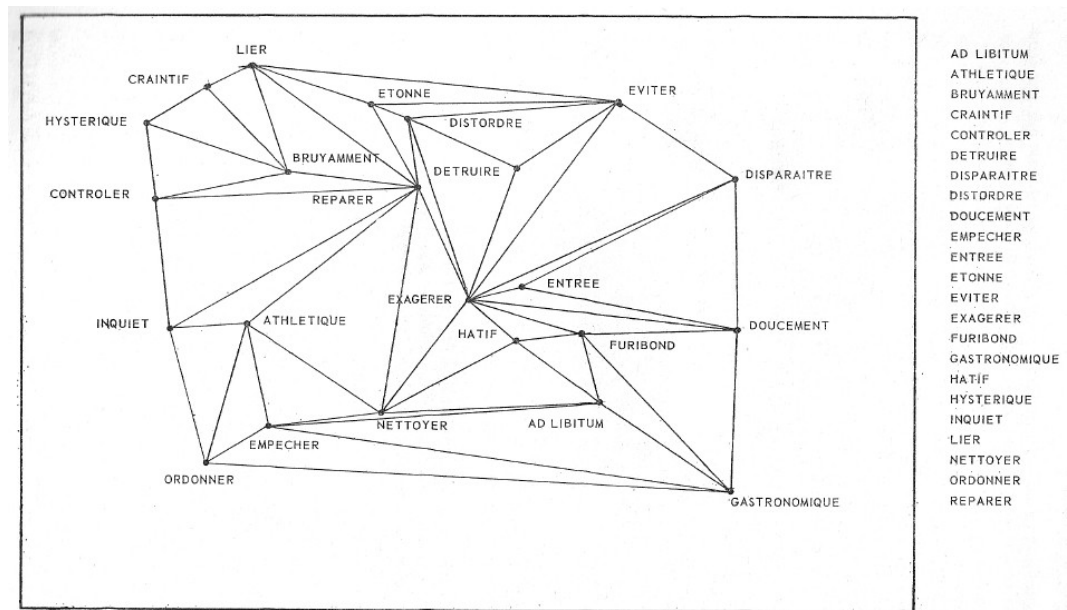 LIER
CRAINTIF
ETONNE
EVITER
HYSTERIQUE
DISTORDRE
BRUYAMMENT
DETRUIRE
DISPARAITRE
CONTROLER
REPARER
ENTREE
EXAGERER
INQUIET
ATHLETIQUE
HATIF
FURIBOND
DOUCEMENT
NETTOYER
AD LIBITUM
EMPECHER
ORDONNER
GASTRONOMIQUE
AD LIBITUM
ATHLETIQUE
BRUYAMMENT
CRAINTIF
CONTROLER
DETRUIRE
DISPARAITRE
DISTORDRE
DOUCEMENT
EMPECHER
ENTREE
ETONNE
EVITER
EXAGERER
FURIBOND
GASTRONOMIQUE
HATIF
HYSTERIQUE
INQUIET
LIER
NETTOYER
ORDONNER
REPARER